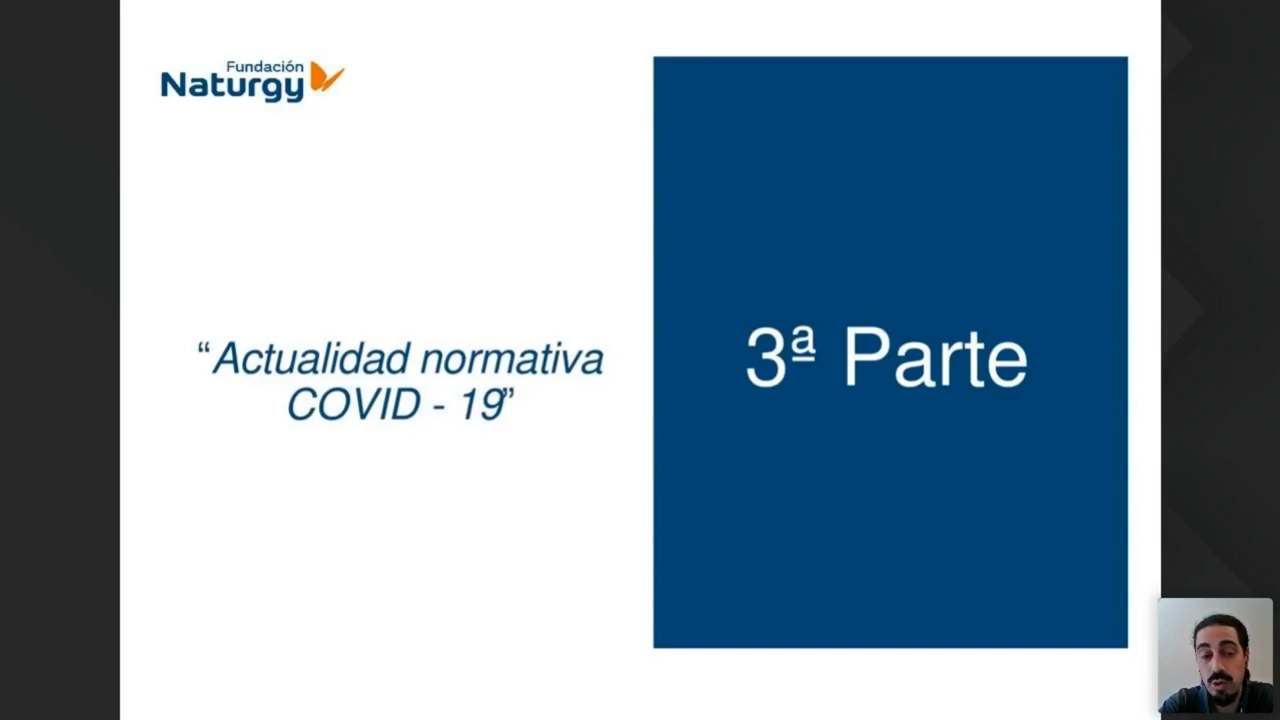 Fundación
Naturgy
“Actualidad normativa
COVID - 19”
3ª Parte